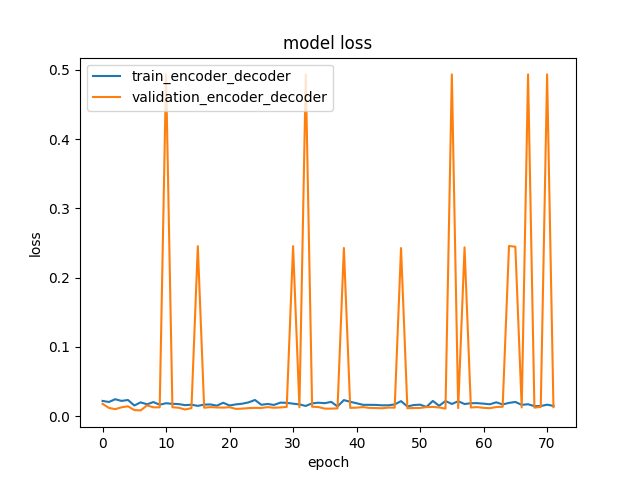 model loss
train_encoder_decoder
validation_encoder_decoder
loss
0.5
0.4
0.3
0.2
0.1
0.0
0 10 20 30 40 50 60 70
epoch